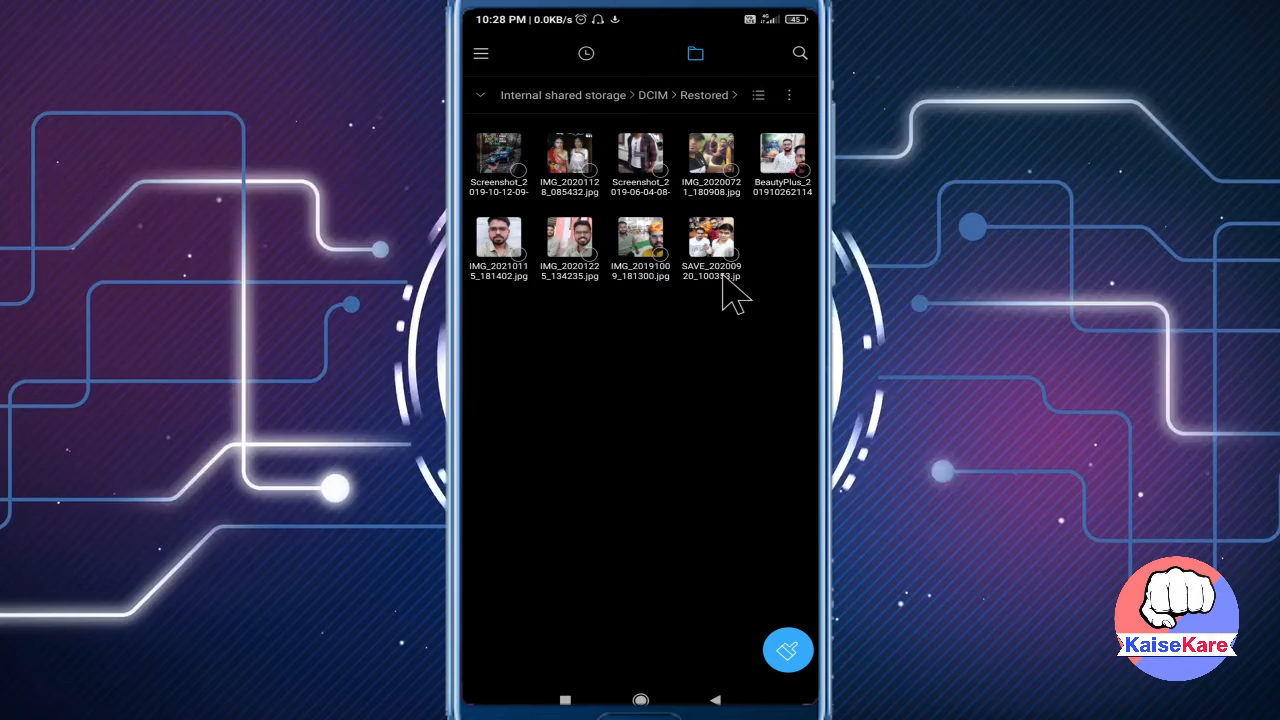 10:28 PM | 0.0KB/s
4G
45
Internal shared storage > DCIM > Restored >
Screenshot_2
019-10-12-09-
IMG_2020112
8_085432.jpg
Screenshot_2
019-06-04-08-
IMG_2020072
1_180908.jpg
BeautyPlus_2
01910262114
IMG_2021011
5_181402.jpg
IMG_2020122
5_134235.jpg
IMG_2019100
9_181300.jpg
SAVE_202009
KaiseKare